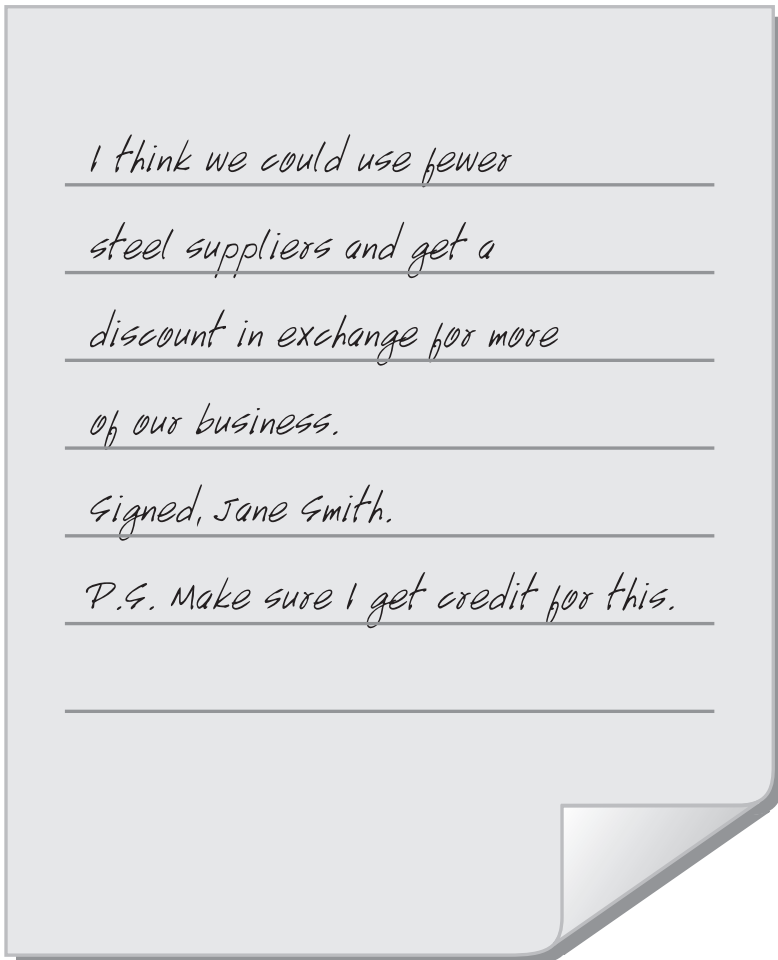 I think we could use fewer
steel suppliers and get a
discount in exchange for more
of our business.
Signed, Jane Smith.
P.S. Make sure I get credit for this.